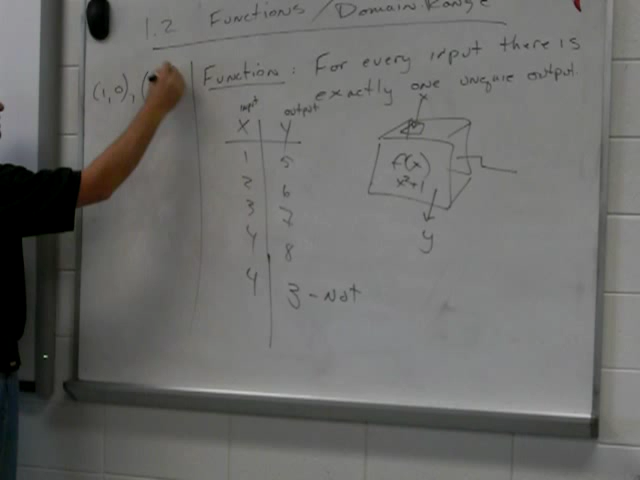 1.2 Functions / Domain-Range
(1,0), (
Function: For every input there is
exactly one unique output.
input output
X Y
1 5
2 6
3 7
4 8
4 3 - Not
x
f(x)
x²+1
y